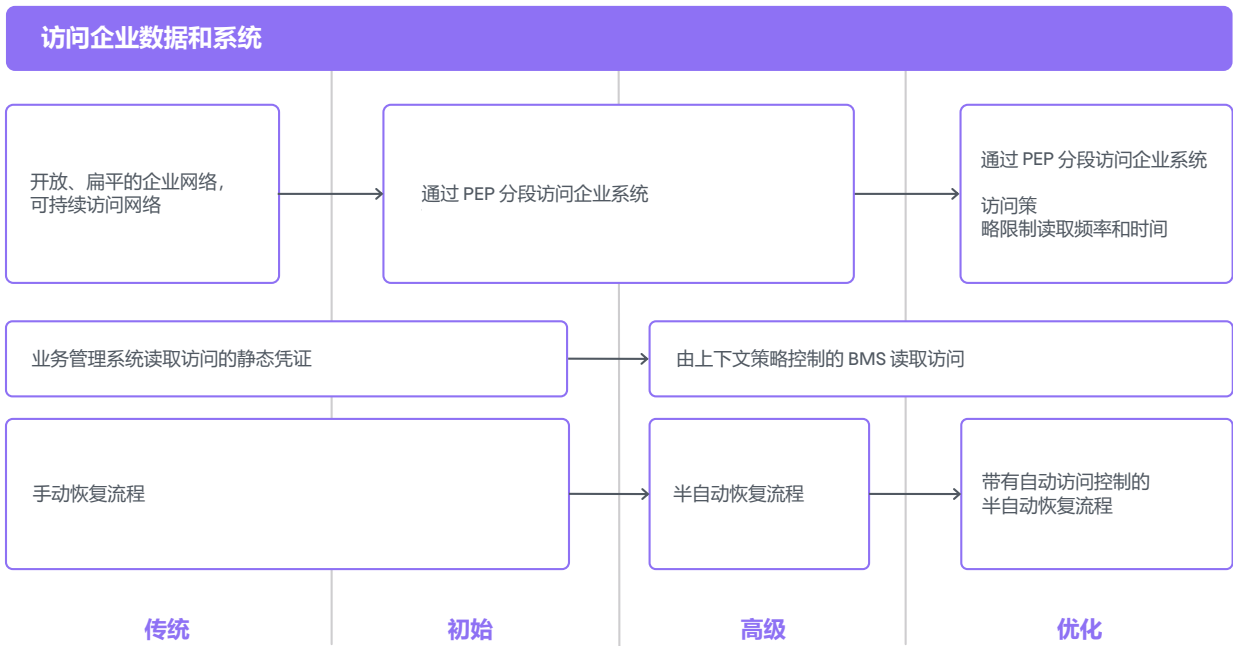 访问企业数据和系统
开放、扁平的企业网络,
可持续访问网络
通过 PEP 分段访问企业系统
通过 PEP 分段访问企业系统
访问策
略限制读取频率和时间
业务管理系统读取访问的静态凭证
由上下文策略控制的 BMS 读取访问
手动恢复流程
半自动恢复流程
带有自动访问控制的
半自动恢复流程
传统
初始
高级
优化